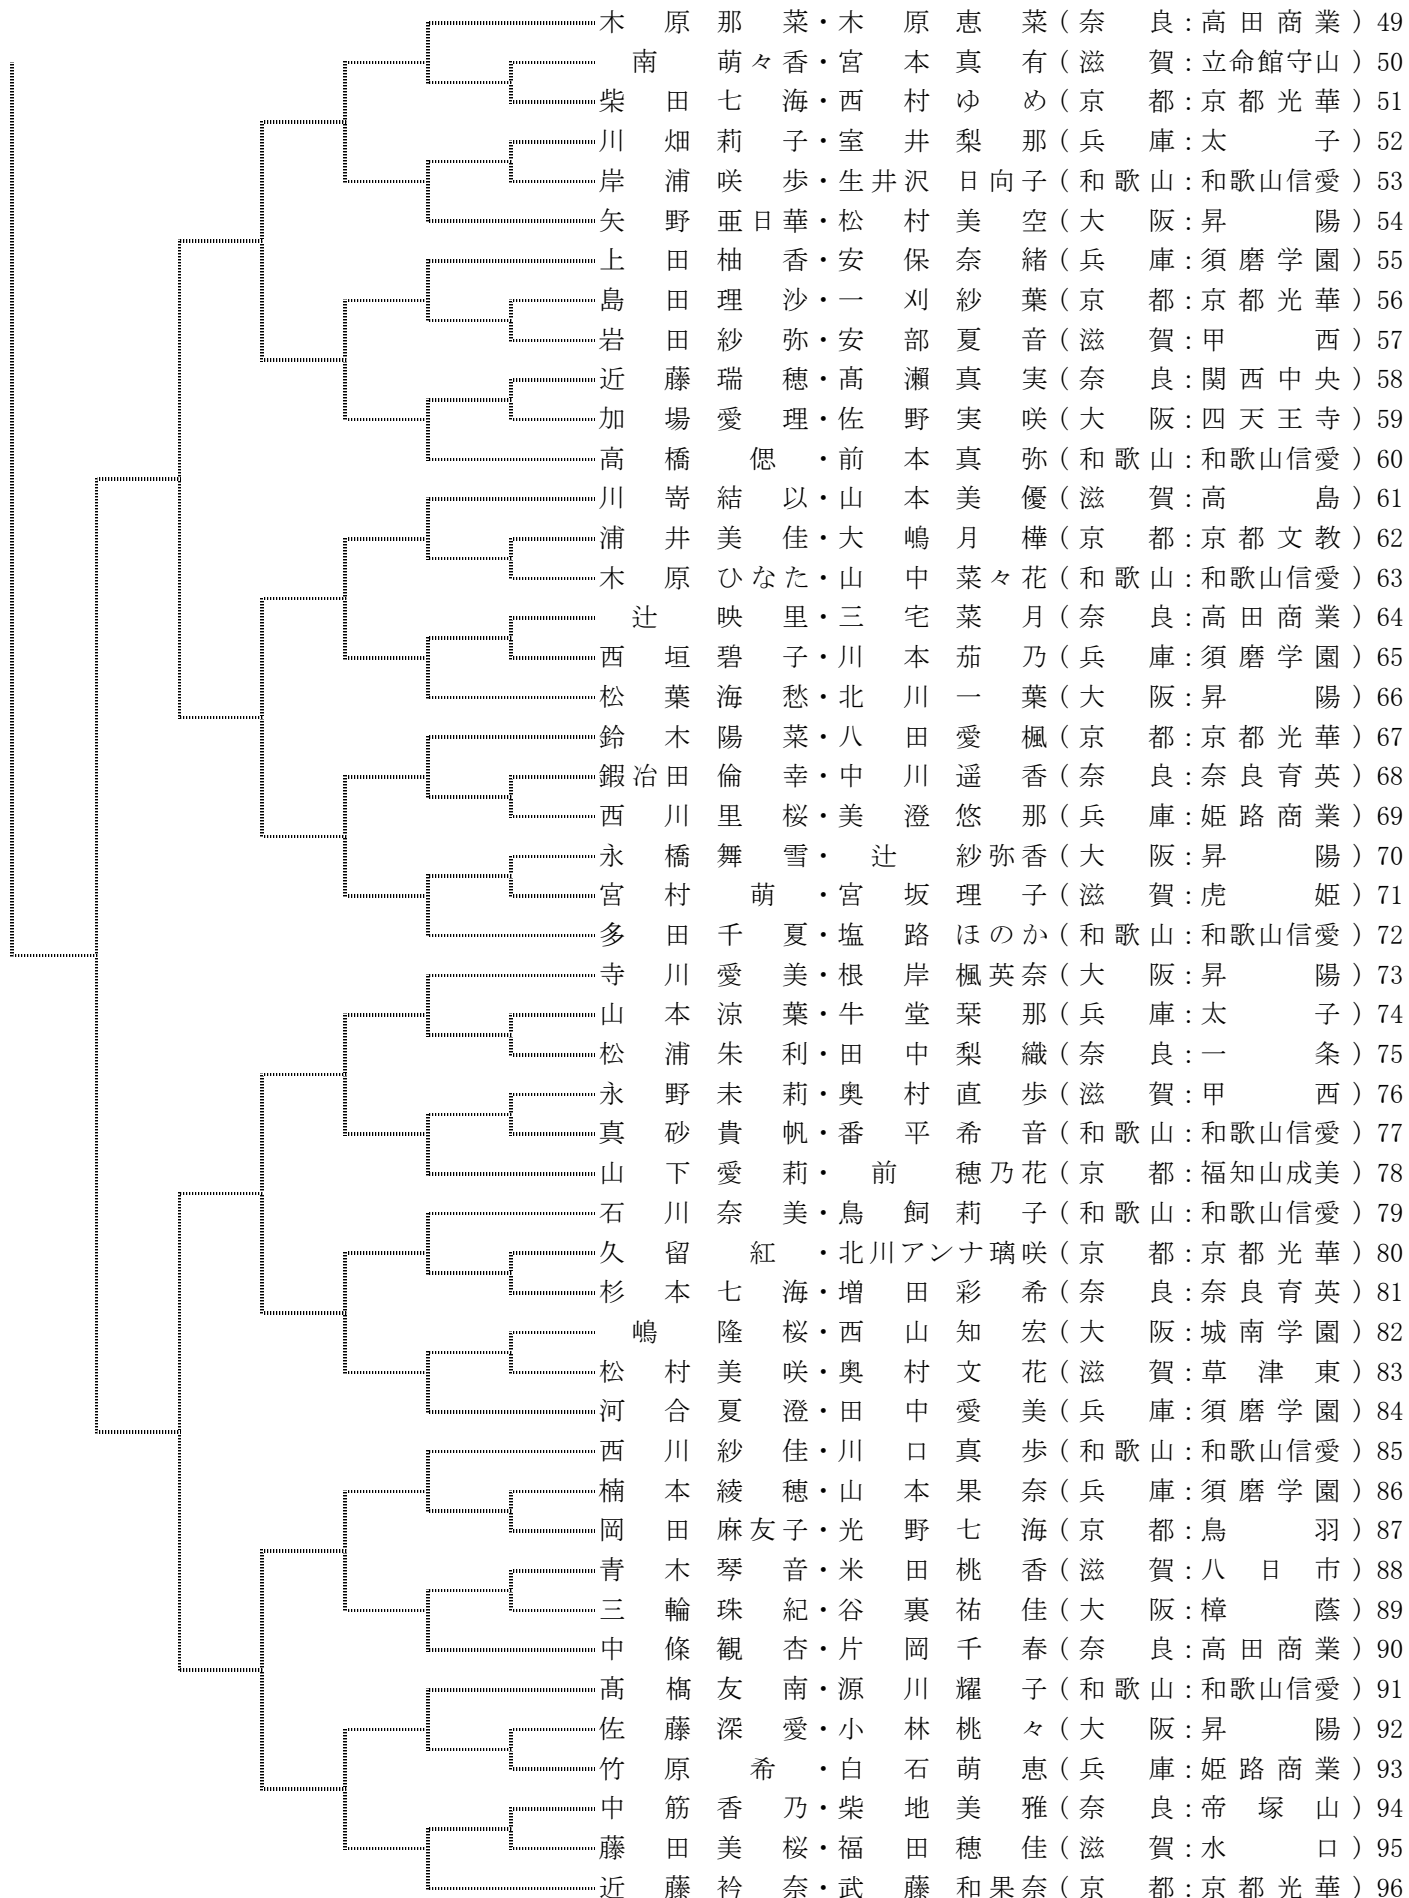 木原那菜・木原恵菜(奈良:高田商業)49
南萌々香・宮本真有(滋賀:立命館守山)50
柴田七海・西村ゆめ(京都:京都光華)51
川畑莉子・室井梨那(兵庫:太子)52
岸浦咲歩・生井沢日向子(和歌山:和歌山信愛)53
矢野亜日華・松村美空(大阪:昇陽)54
上田柚香・安保奈緒(兵庫:須磨学園)55
島田理沙・一刈紗葉(京都:京都光華)56
岩田紗弥・安部夏音(滋賀:甲西)57
近藤瑞穂・髙瀬真実(奈良:関西中央)58
加場愛理・佐野実咲(大阪:四天王寺)59
高橋偲・前本真弥(和歌山:和歌山信愛)60
川嵜結以・山本美優(滋賀:高島)61
浦井美佳・大嶋月樺(京都:京都文教)62
木原ひなた・山中菜々花(和歌山:和歌山信愛)63
辻映里・三宅菜月(奈良:高田商業)64
西垣碧子・川本茄乃(兵庫:須磨学園)65
松葉海愁・北川一葉(大阪:昇陽)66
鈴木陽菜・八田愛楓(京都:京都光華)67
鍜冶田倫幸・中川遥香(奈良:奈良育英)68
西川里桜・美澄悠那(兵庫:姫路商業)69
永橋舞雪・辻紗弥香(大阪:昇陽)70
宮村萌・宮坂理子(滋賀:虎姫)71
多田千夏・塩路ほのか(和歌山:和歌山信愛)72
寺川愛美・根岸楓英奈(大阪:昇陽)73
山本涼葉・牛堂栞那(兵庫:太子)74
松浦朱利・田中梨織(奈良:一条)75
永野未莉・奥村直歩(滋賀:甲西)76
真砂貴帆・番平希音(和歌山:和歌山信愛)77
山下愛莉・前穂乃花(京都:福知山成美)78
石川奈美・鳥飼莉子(和歌山:和歌山信愛)79
久留紅・北川アンナ璃咲(京都:京都光華)80
杉本七海・増田彩希(奈良:奈良育英)81
嶋隆桜・西山知宏(大阪:城南学園)82
松村美咲・奥村文花(滋賀:草津東)83
河合夏澄・田中愛美(兵庫:須磨学園)84
西川紗佳・川口真歩(和歌山:和歌山信愛)85
楠本綾穂・山本果奈(兵庫:須磨学園)86
岡田麻友子・光野七海(京都:鳥羽)87
青木琴音・米田桃香(滋賀:八日市)88
三輪珠紀・谷裏祐佳(大阪:樟蔭)89
中條観杏・片岡千春(奈良:高田商業)90
髙槗友南・源川耀子(和歌山:和歌山信愛)91
佐藤深愛・小林桃々(大阪:昇陽)92
竹原希・白石萌恵(兵庫:姫路商業)93
中筋香乃・柴地美雅(奈良:帝塚山)94
藤田美桜・福田穂佳(滋賀:水口)95
近藤衿奈・武藤和果奈(京都:京都光華)96